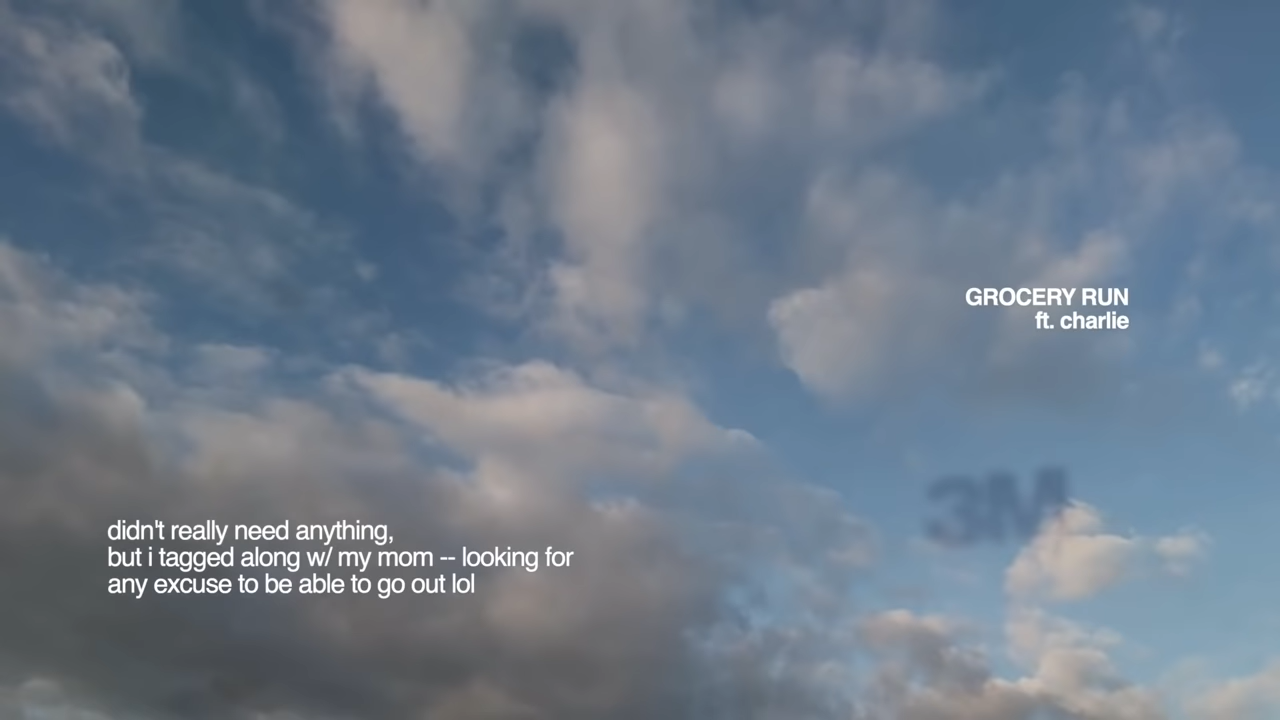 GROCERY RUN
ft. charlie
3M
didn't really need anything,
but i tagged along w/ my mom -- looking for
any excuse to be able to go out lol